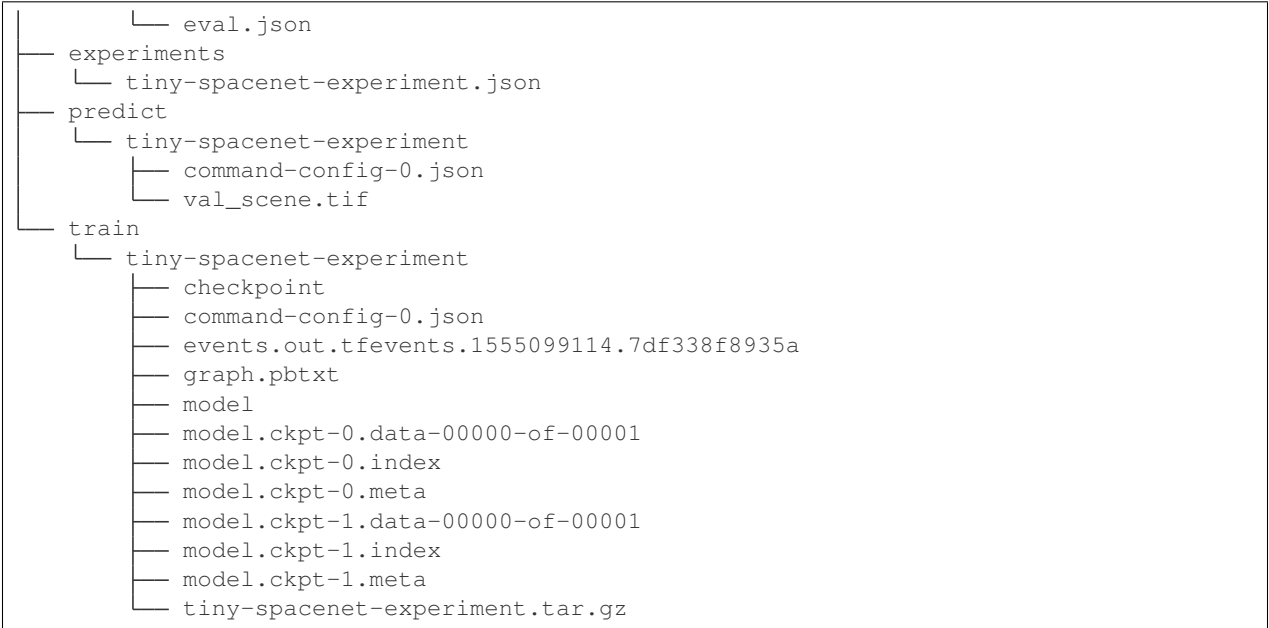 │       └── eval.json
├── experiments
│   └── tiny-spacenet-experiment.json
├── predict
│   └── tiny-spacenet-experiment
│       ├── command-config-0.json
│       └── val_scene.tif
└── train
    └── tiny-spacenet-experiment
        ├── checkpoint
        ├── command-config-0.json
        ├── events.out.tfevents.1555099114.7df338f8935a
        ├── graph.pbtxt
        ├── model
        ├── model.ckpt-0.data-00000-of-00001
        ├── model.ckpt-0.index
        ├── model.ckpt-0.meta
        ├── model.ckpt-1.data-00000-of-00001
        ├── model.ckpt-1.index
        ├── model.ckpt-1.meta
        └── tiny-spacenet-experiment.tar.gz